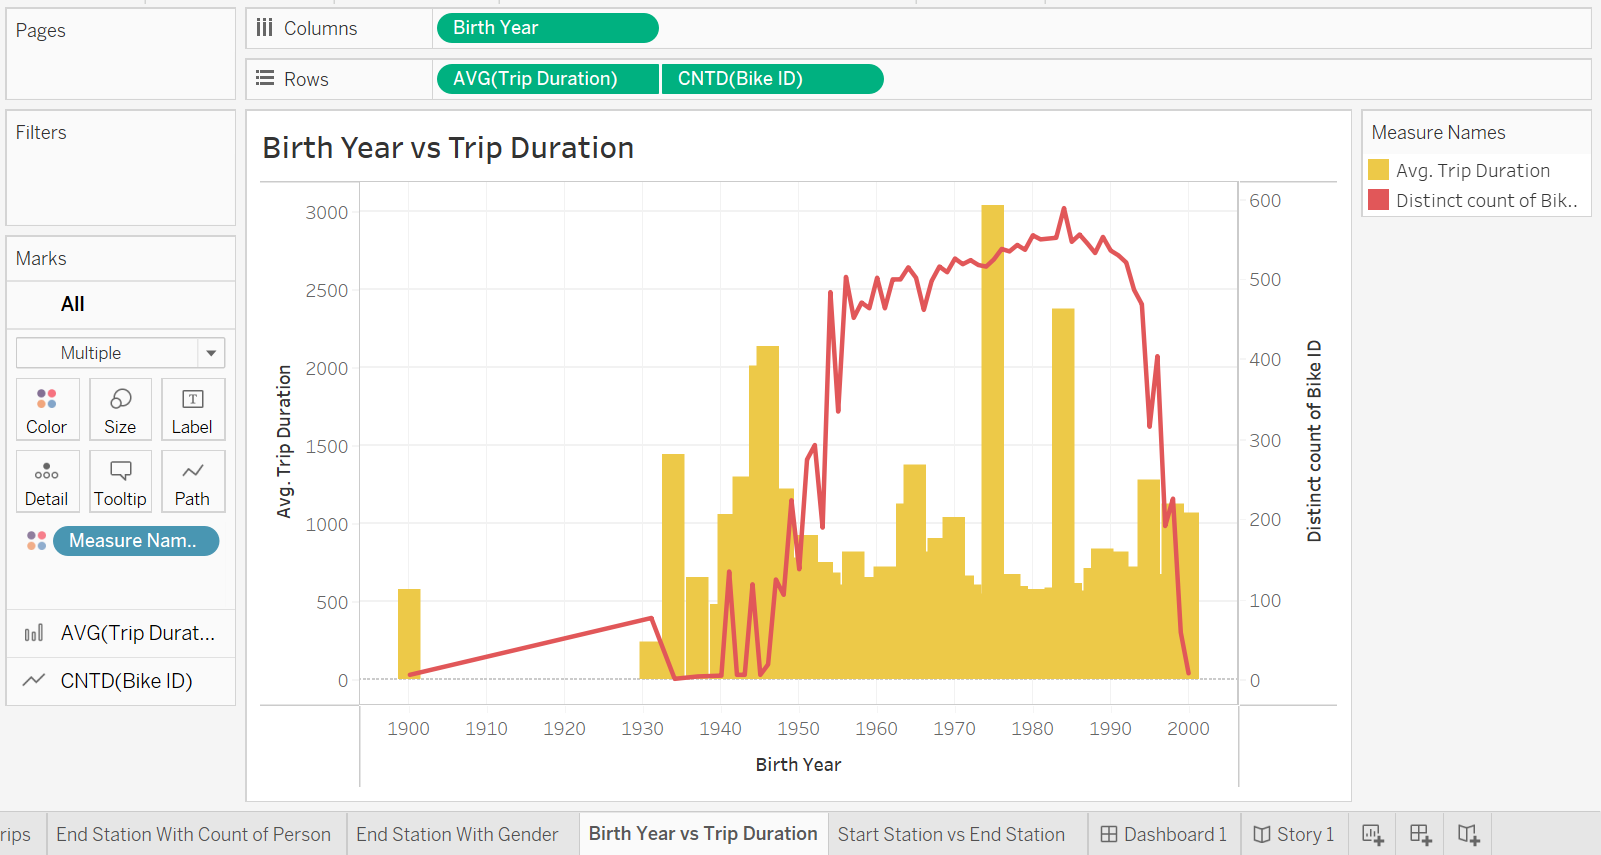 Pages
Columns
Birth Year
Rows
AVG(Trip Duration)
CNTD(Bike ID)
Filters
Marks
All
Multiple
Color
Size
Label
Detail
Tooltip
Path
Measure Nam..
AVG(Trip Durat...
CNTD(Bike ID)
Birth Year vs Trip Duration
Avg. Trip Duration
3000
2500
2000
1500
1000
500
0
600
500
400
300
200
100
0
Distinct count of Bike ID
1900 1910 1920 1930 1940 1950 1960 1970 1980 1990 2000
Birth Year
Measure Names
Avg. Trip Duration
Distinct count of Bik..
rips
End Station With Count of Person
End Station With Gender
Birth Year vs Trip Duration
Start Station vs End Station
Dashboard 1
Story 1